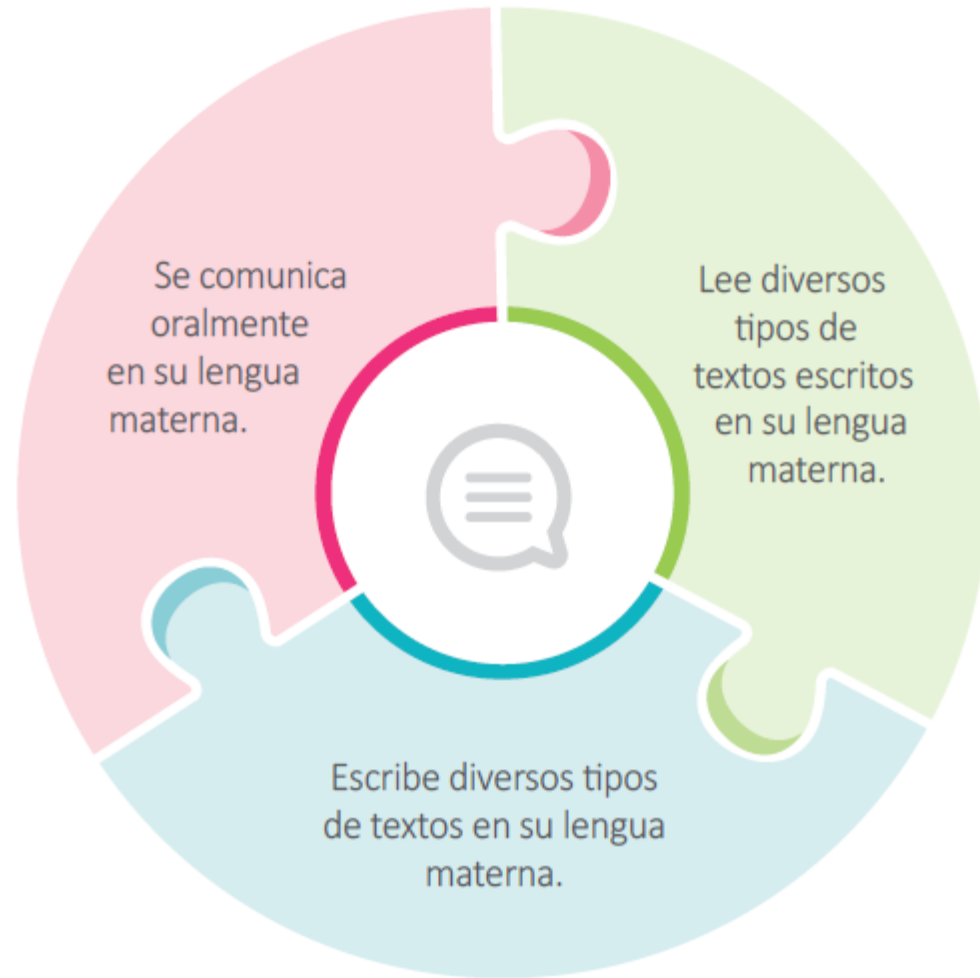 Se comunica
oralmente
en su lengua
materna.
Lee diversos
tipos de
textos escritos
en su lengua
materna.
Escribe diversos tipos
de textos en su lengua
materna.